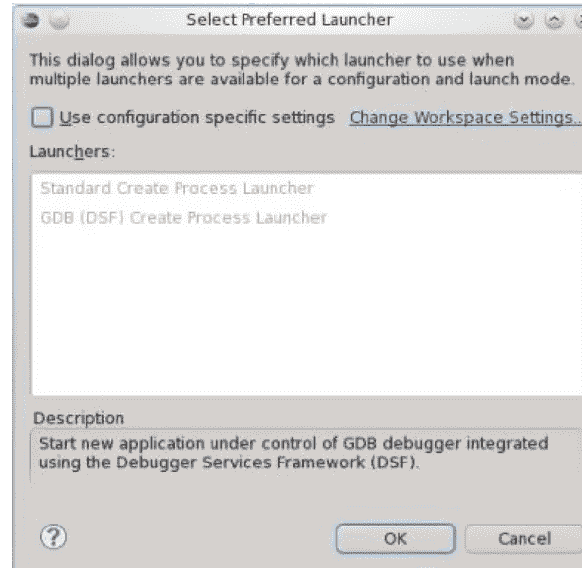 Select Preferred Launcher
This dialog allows you to specify which launcher to use when
multiple launchers are available for a configuration and launch mode.
Use configuration specific settings Change Workspace Settings..
Launchers:
Standard Create Process Launcher
GDB (DSF) Create Process Launcher
Description
Start new application under control of GDB debugger integrated
using the Debugger Services Framework (DSF).
? OK Cancel